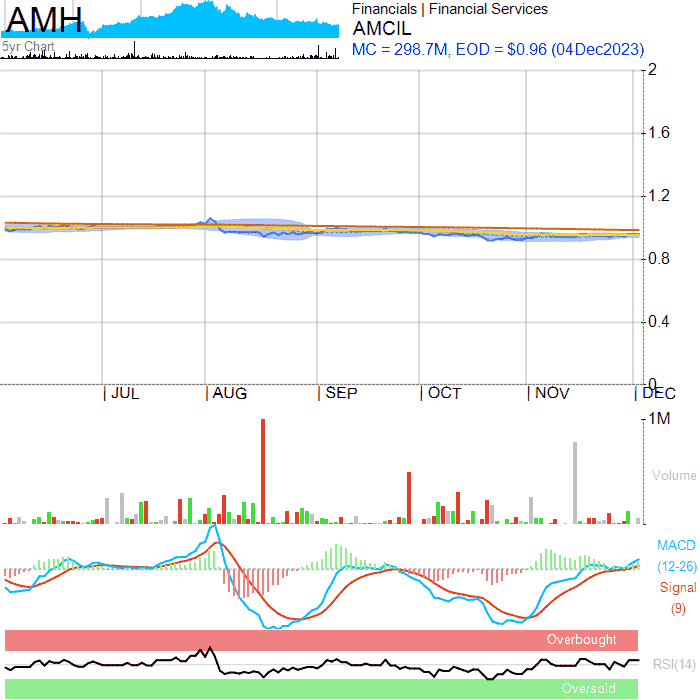 AMH
5yr Chart
Financials | Financial Services
AMCIL
MC = 298.7M, EOD = $0.96 (04Dec2023)
2
1.6
1.2
0.8
0.4
0
JUL AUG SEP OCT NOV DEC
1M
Volume
MACD
(12-26)
Signal
(9)
Overbought
RSI(14)
Oversold